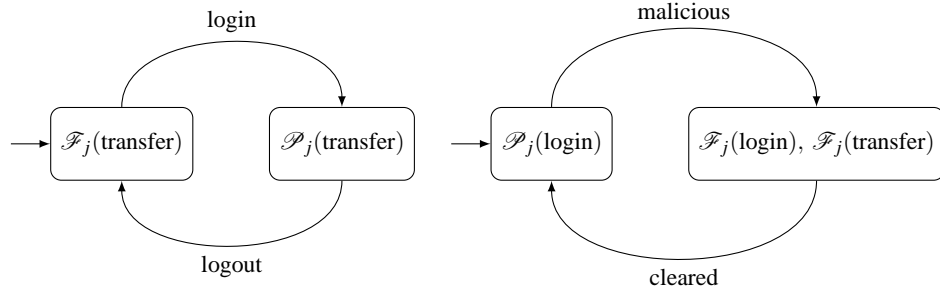 login
malicious
ℱj(transfer)
𝒫j(transfer)
𝒫j(login)
ℱj(login), ℱj(transfer)
logout
cleared